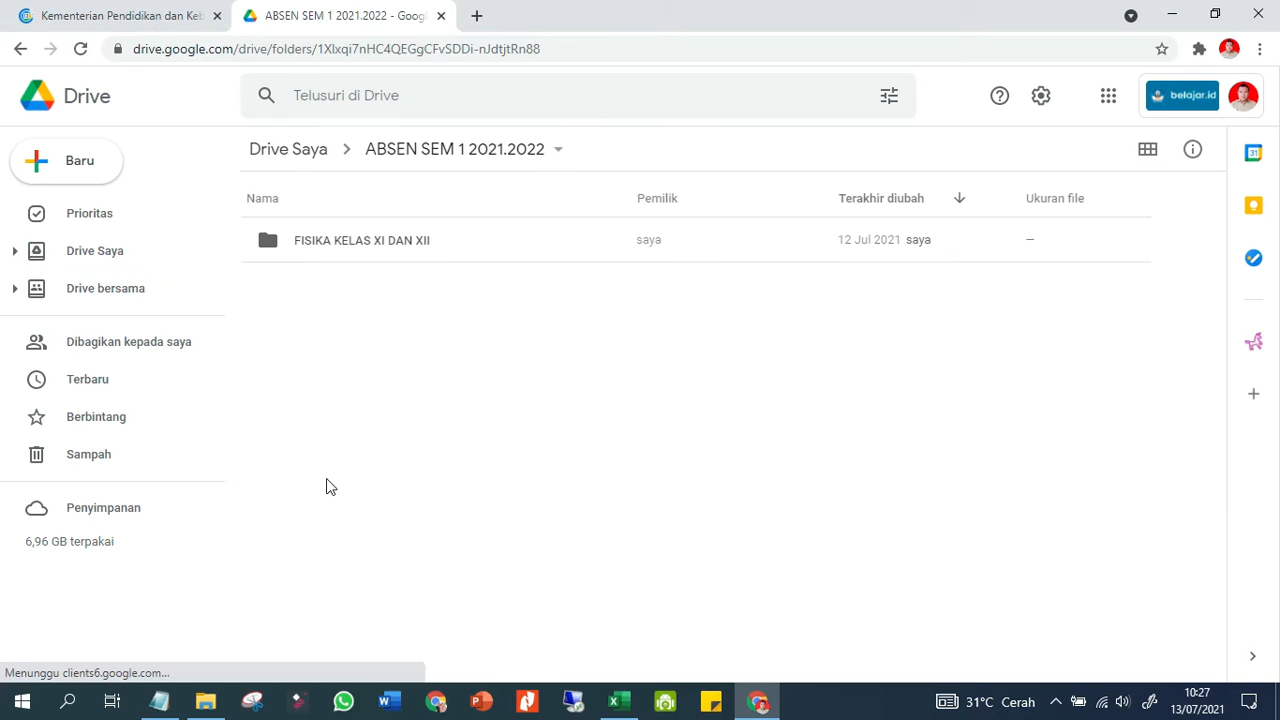 Kementerian Pendidikan dan Keb
ABSEN SEM 1 2021.2022 - Goog
drive.google.com/drive/folders/1XIxqi7nHC4QEGgCFvSDDi-nJdtjtRn88
Drive
Telusuri di Drive
belajar.id
Baru
Drive Saya
ABSEN SEM 1 2021.2022
Nama
Pemilik
Terakhir diubah
Ukuran file
FISIKA KELAS XI DAN XII
saya
12 Jul 2021 saya
—
Prioritas
Drive Saya
Drive bersama
Dibagikan kepada saya
Terbaru
Berbintang
Sampah
Penyimpanan
6,96 GB terpakai
31
Menunggu clients6.google.com...
31°C Cerah
10:27
13/07/2021